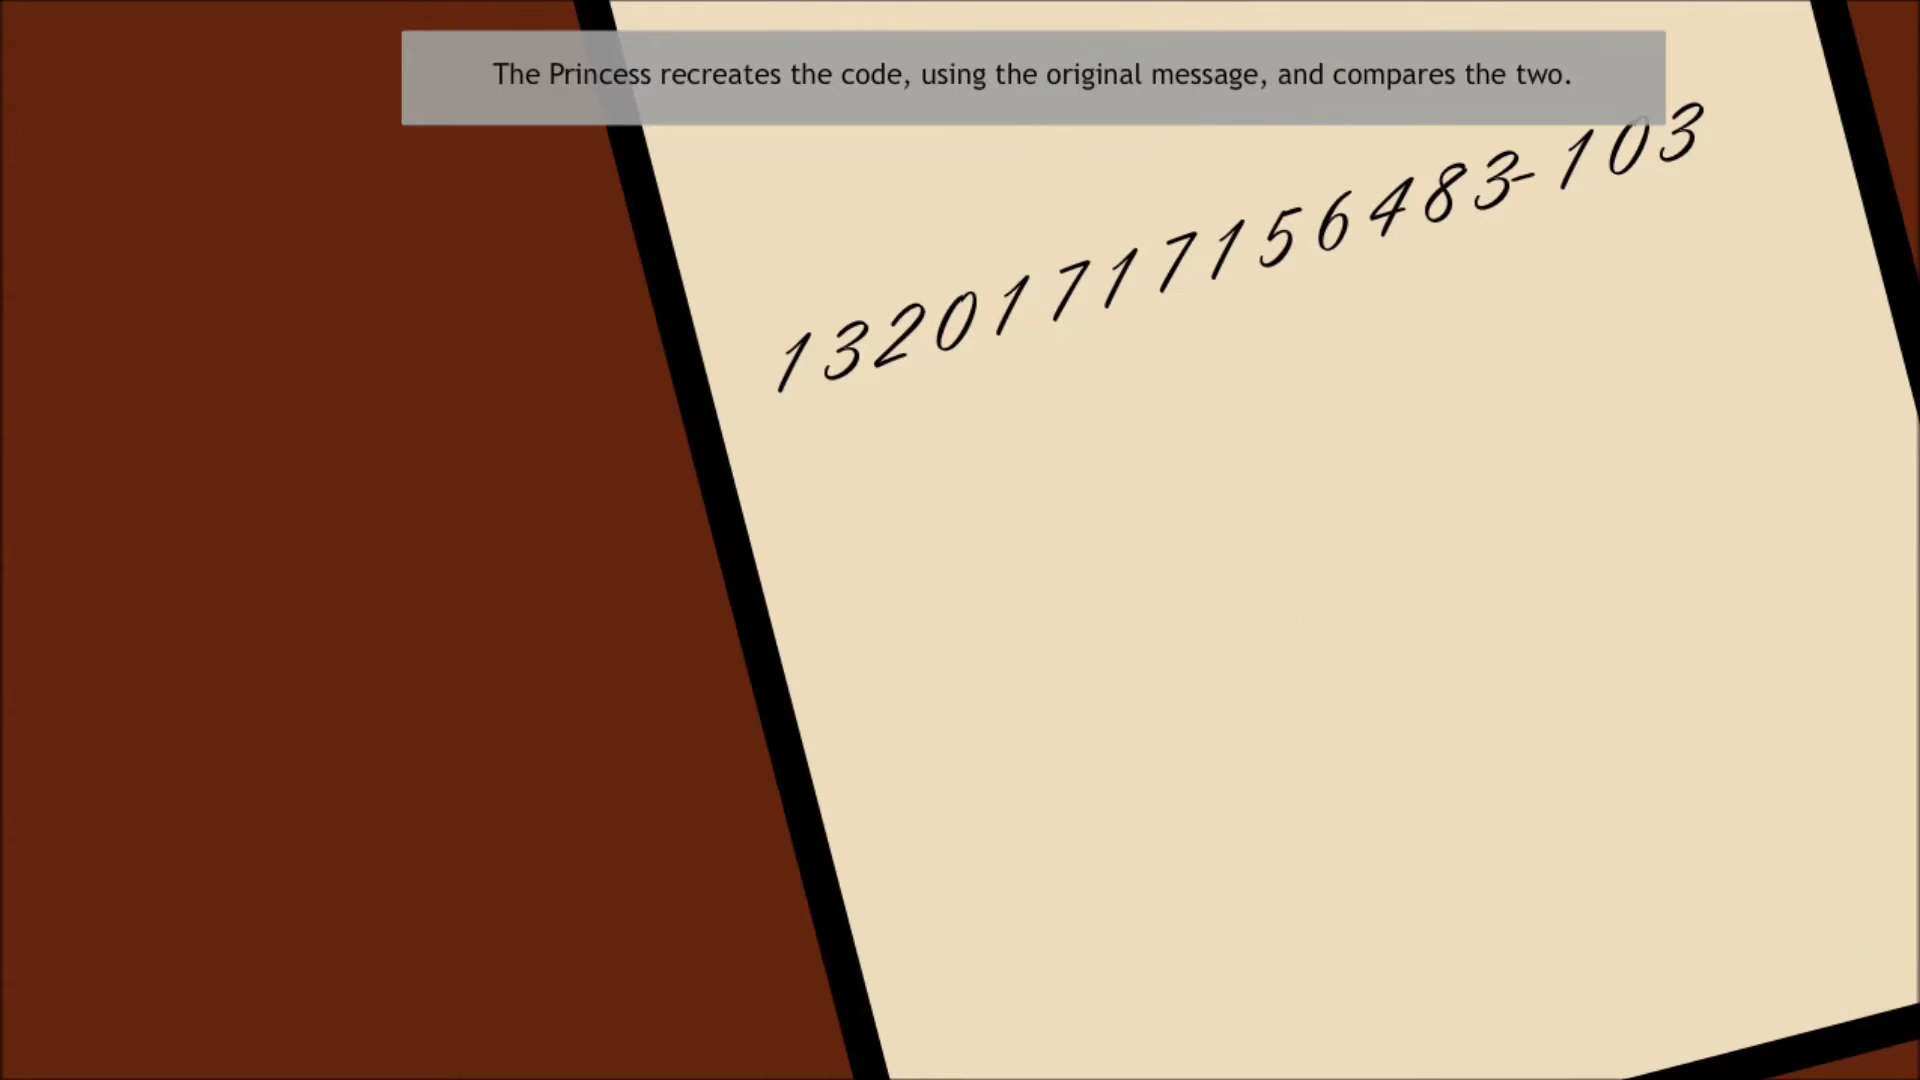 The Princess recreates the code, using the original message, and compares the two.
13201717156483-103